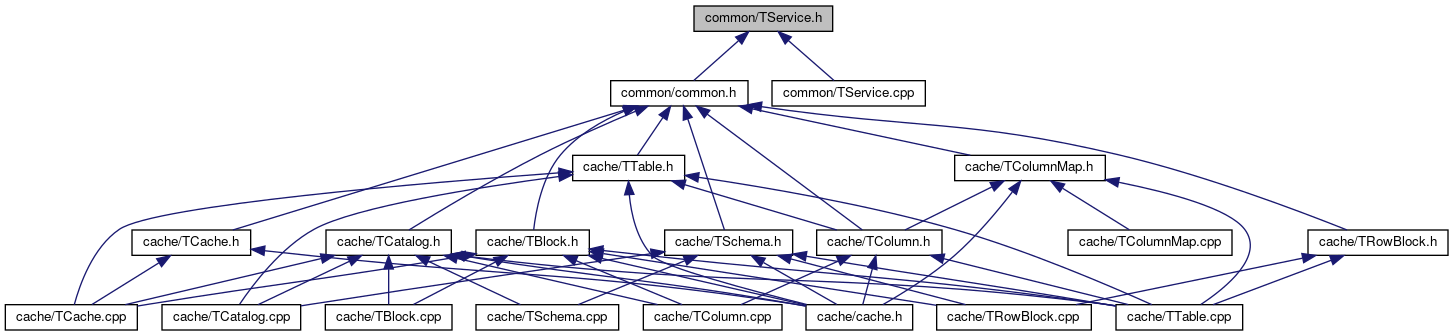 common/TService.h
common/common.h
common/TService.cpp
cache/TTable.h
cache/TColumnMap.h
cache/TCache.h
cache/TCatalog.h
cache/TBlock.h
cache/TSchema.h
cache/TColumn.h
cache/TColumnMap.cpp
cache/TRowBlock.h
cache/TCache.cpp
cache/TCatalog.cpp
cache/TBlock.cpp
cache/TSchema.cpp
cache/TColumn.cpp
cache/cache.h
cache/TRowBlock.cpp
cache/TTable.cpp